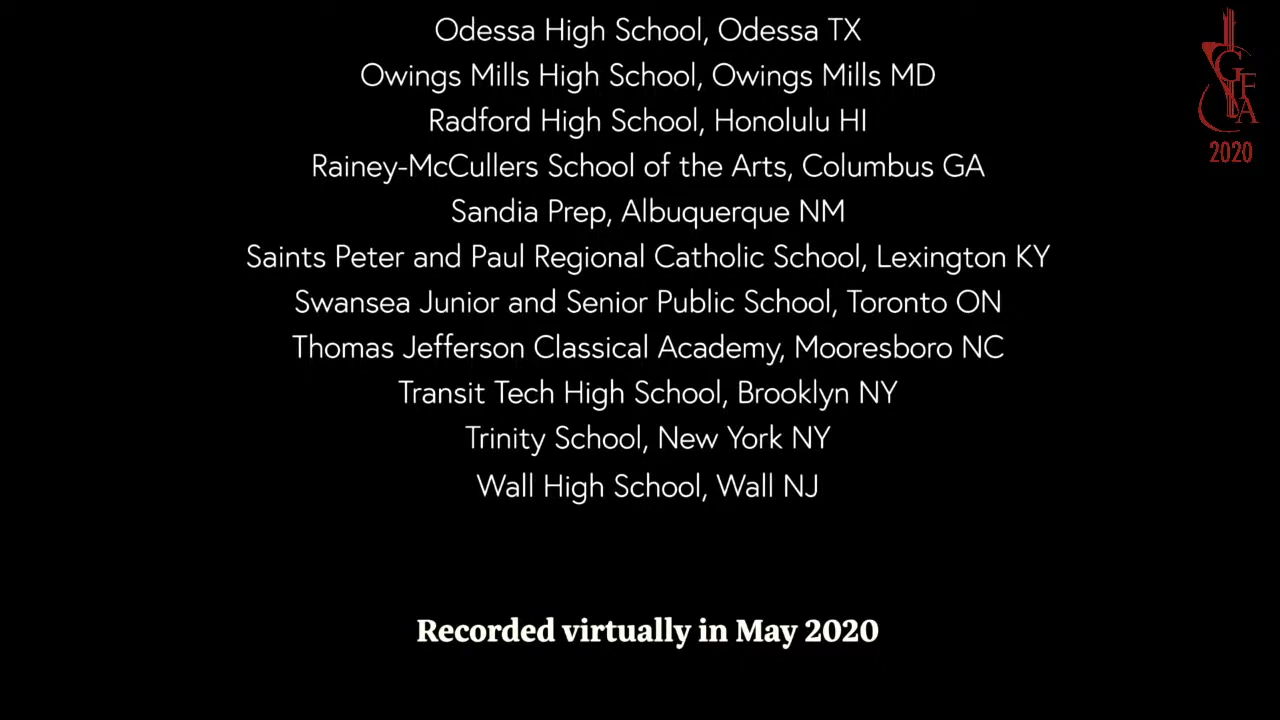 Odessa High School, Odessa TX
Owings Mills High School, Owings Mills MD
Radford High School, Honolulu HI
Rainey-McCullers School of the Arts, Columbus GA
Sandia Prep, Albuquerque NM
Saints Peter and Paul Regional Catholic School, Lexington KY
Swansea Junior and Senior Public School, Toronto ON
Thomas Jefferson Classical Academy, Mooresboro NC
Transit Tech High School, Brooklyn NY
Trinity School, New York NY
Wall High School, Wall NJ
Recorded virtually in May 2020
GFA
2020